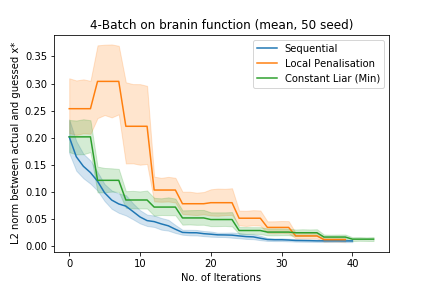 4-Batch on branin function (mean, 50 seed)
L2 norm between actual and guessed x*
0.35
0.30
0.25
0.20
0.15
0.10
0.05
0.00
Sequential
Local Penalisation
Constant Liar (Min)
0 10 20 30 40
No. of Iterations